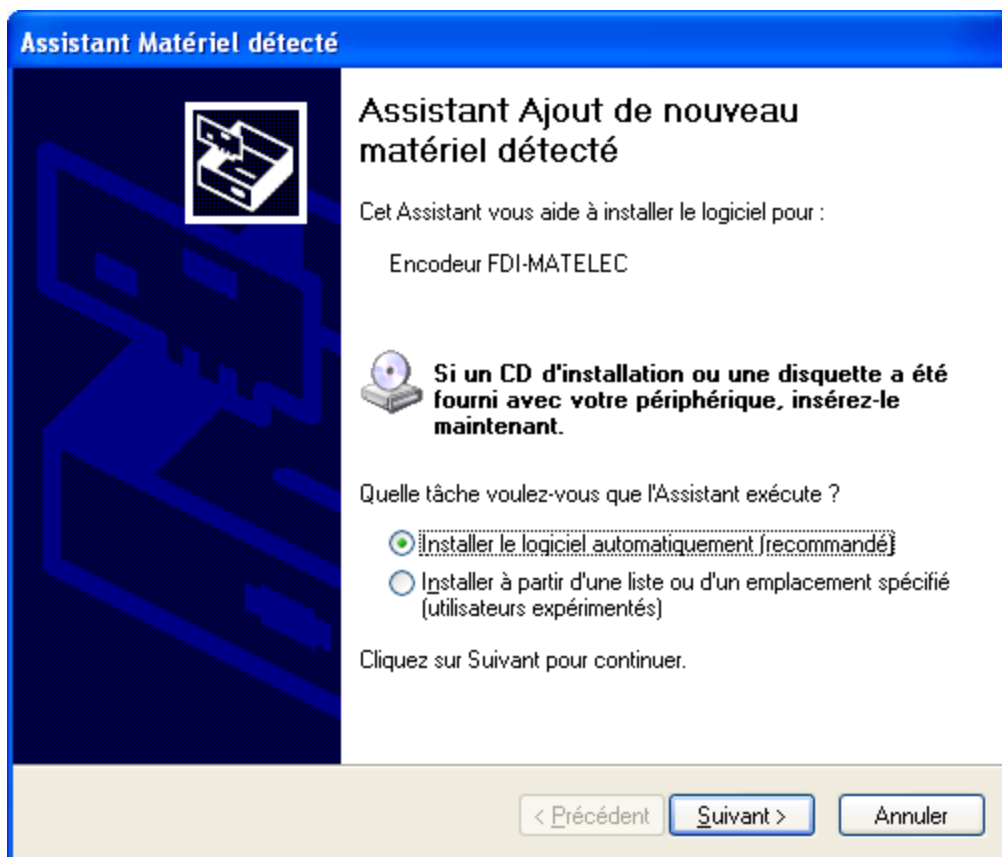 Assistant Matériel détecté
Assistant Ajout de nouveau
matériel détecté
Cet Assistant vous aide à installer le logiciel pour :
Encodeur FDI-MATELEC
Si un CD d'installation ou une disquette a été
fourni avec votre périphérique, insérez-le
maintenant.
Quelle tâche voulez-vous que l'Assistant exécute ?
Installer le logiciel automatiquement (recommandé)
Installer à partir d'une liste ou d'un emplacement spécifié
(utilisateurs expérimentés)
Cliquez sur Suivant pour continuer.
< Précédent Suivant > Annuler